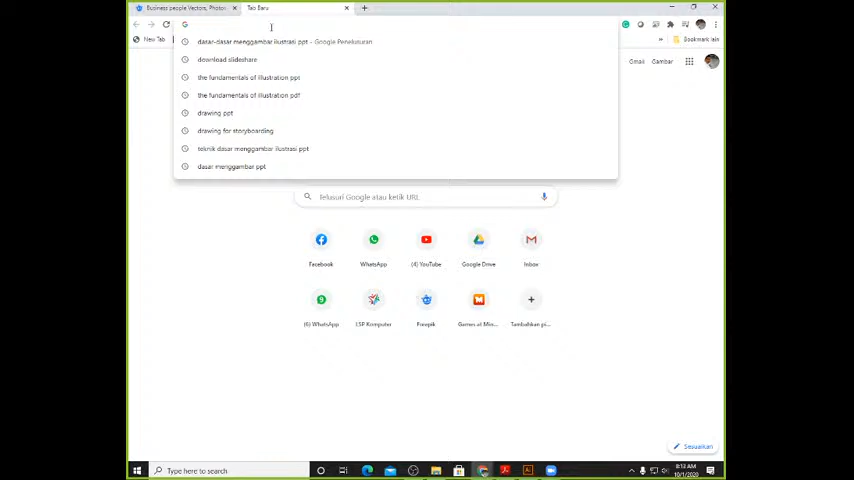 Business people Vectors, Photos
Tab Baru
New Tab
Bookmark lain
dasar-dasar menggambar ilustrasi ppt - Google Penelusuran
download slideshare
the fundamentals of illustration ppt
the fundamentals of illustration pdf
drawing ppt
drawing for storyboarding
teknik dasar menggambar ilustrasi ppt
dasar menggambar ppt
Gmail
Gambar
Telusuri Google atau ketik URL
Facebook
WhatsApp
(4) YouTube
Google Drive
Inbox
(6) WhatsApp
LSP Komputer
Freepik
Games at Min...
Tambahkan pi...
Sesuaikan
Type here to search
8:13 AM
10/1/2020